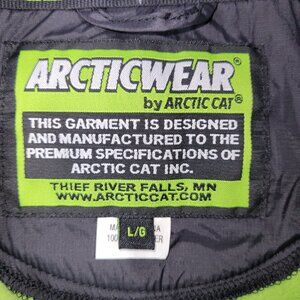 ARCTICWEAR®
by ARCTIC CAT®
THIS GARMENT IS DESIGNED
AND MANUFACTURED TO THE
PREMIUM SPECIFICATIONS OF
ARCTIC CAT INC.
THIEF RIVER FALLS, MN
WWW.ARCTICCAT.COM
L/G